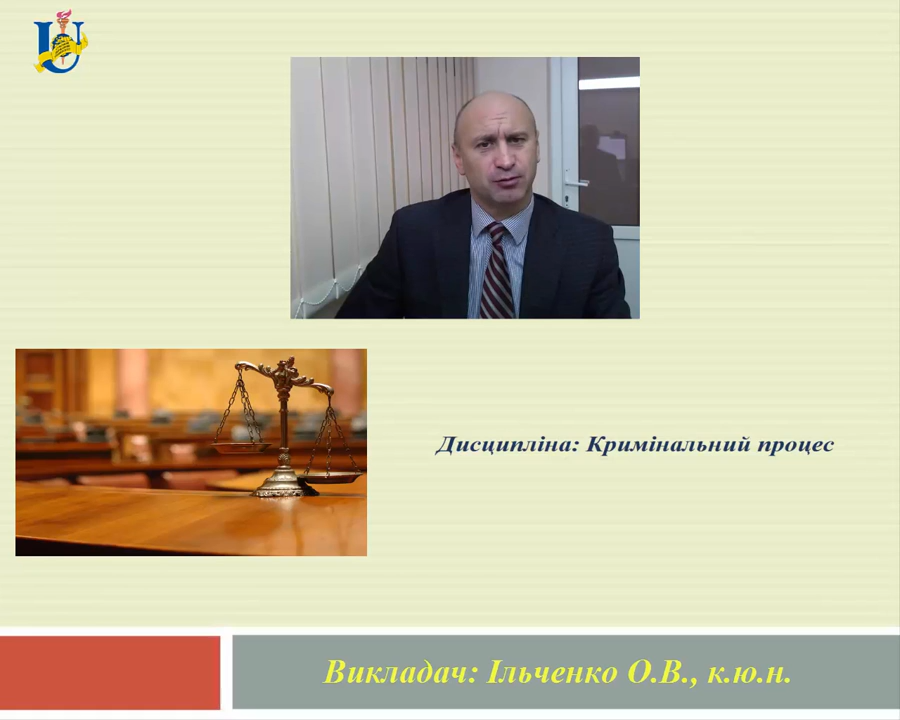 Дисципліна: Кримінальний процес
Викладач: Ільченко О.В., к.ю.н.